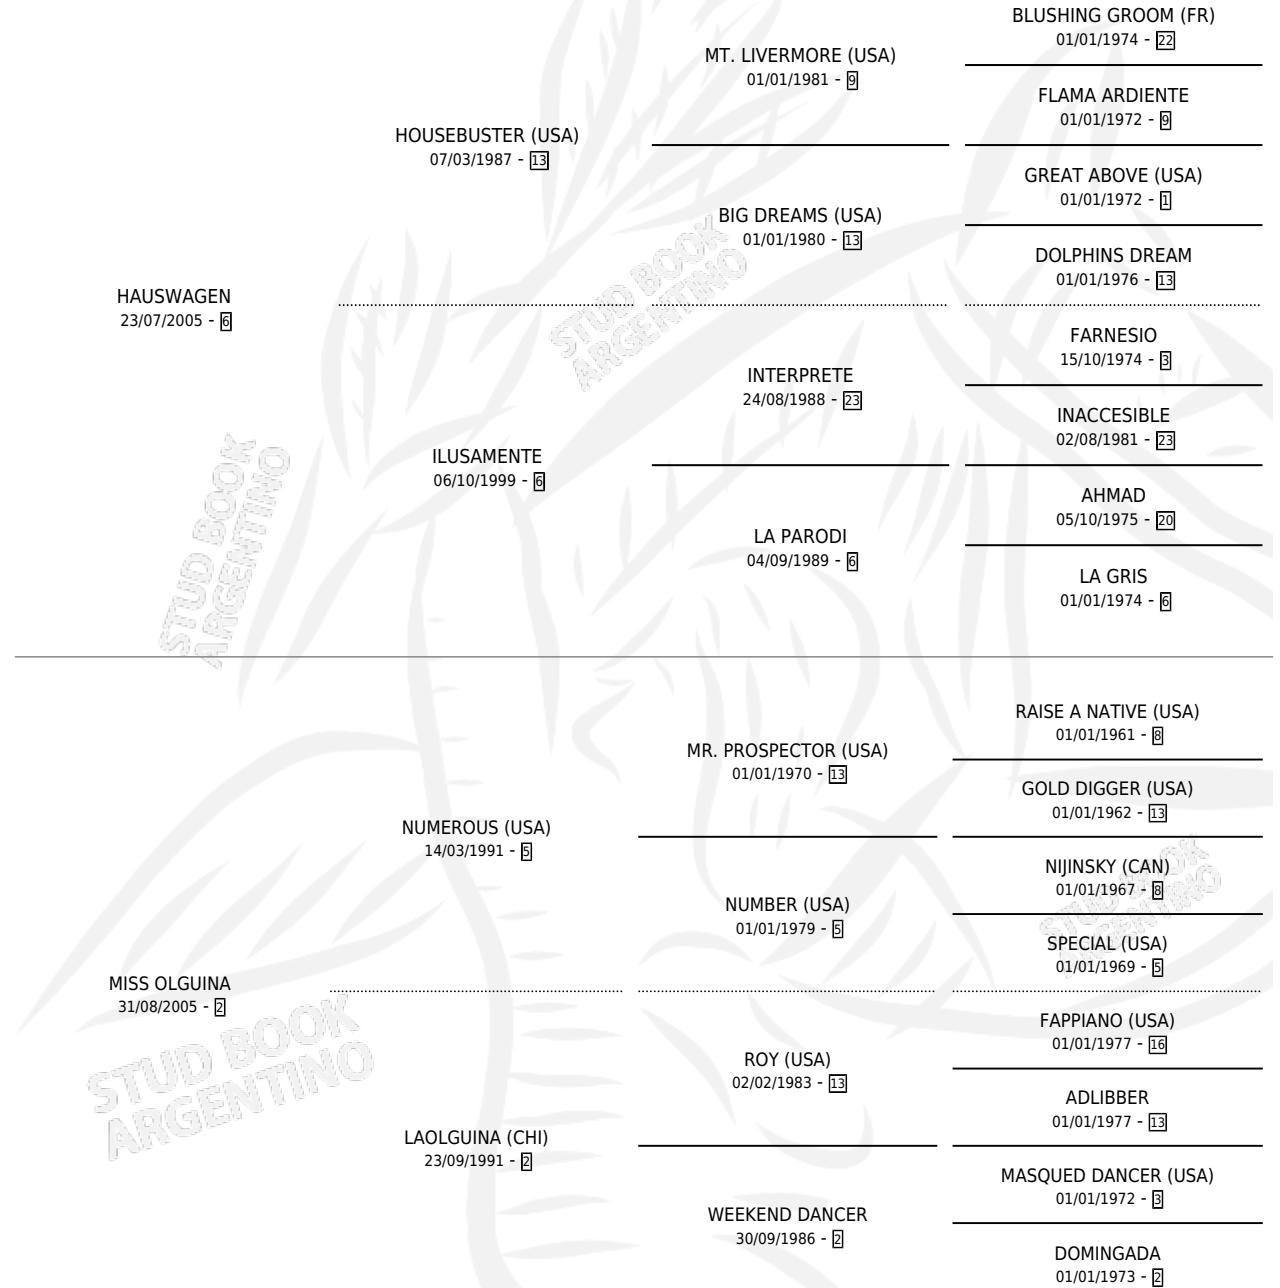 BLUSHING GROOM (FR)
01/01/1974 - 22
MT. LIVERMORE (USA)
01/01/1981 - 9
FLAMA ARDIENTE
01/01/1972 - 9
HOUSEBUSTER (USA)
07/03/1987 - 13
GREAT ABOVE (USA)
01/01/1972 - 1
BIG DREAMS (USA)
01/01/1980 - 13
DOLPHINS DREAM
01/01/1976 - 13
HAUSWAGEN
23/07/2005 - 6
STUD BOOK
ARGENTINO
FARNESIO
15/10/1974 - 3
INTERPRETE
24/08/1988 - 23
INACCESIBLE
02/08/1981 - 23
ILUSAMENTE
06/10/1999 - 6
AHMAD
05/10/1975 - 20
LA PARODI
04/09/1989 - 6
LA GRIS
01/01/1974 - 6
STUD BOOK
ARGENTINO
RAISE A NATIVE (USA)
01/01/1961 - 8
MR. PROSPECTOR (USA)
01/01/1970 - 13
GOLD DIGGER (USA)
01/01/1962 - 13
NUMEROUS (USA)
14/03/1991 - 5
NIJINSKY (CAN)
01/01/1967 - 8
NUMBER (USA)
01/01/1979 - 5
SPECIAL (USA)
01/01/1969 - 5
STUD BOOK
ARGENTINO
MISS OLGUINA
31/08/2005 - 2
FAPPIANO (USA)
01/01/1977 - 16
ROY (USA)
02/02/1983 - 13
ADLIBBER
01/01/1977 - 13
STUD BOOK
ARGENTINO
LAOLGUINA (CHI)
23/09/1991 - 2
MASQUED DANCER (USA)
01/01/1972 - 3
WEEKEND DANCER
30/09/1986 - 2
DOMINGADA
01/01/1973 - 2